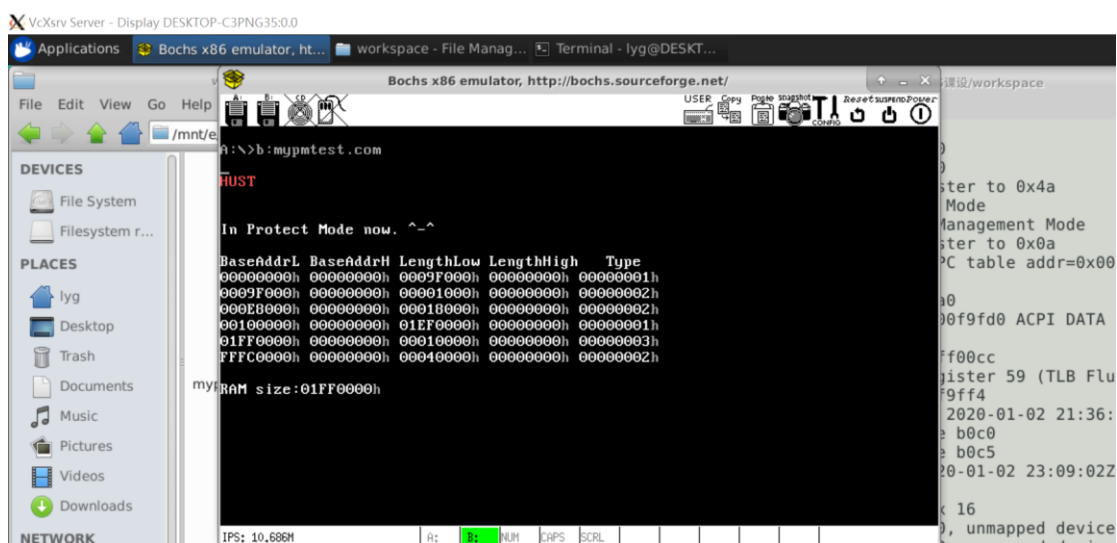 VcXsrv Server - Display DESKTOP-C3PNG35:0.0
Applications Bochs x86 emulator, ht... workspace - File Manag... Terminal - lyg@DESKT...
Bochs x86 emulator, http://bochs.sourceforge.net/
课设/workspace
File Edit View Go Help
A: B: CD USER Copy Paste snapshot CONFIG Reset SUSPEND Power
/mnt/e
DEVICES
File System
Filesystem r...
PLACES
lyg
Desktop
Trash
Documents
Music
Pictures
Videos
Downloads
NETWORK
myp
A:\>b:mypmtest.com
HUST
In Protect Mode now. ^-^
BaseAddrL BaseAddrH LengthLow LengthHigh Type
00000000h 00000000h 0009F000h 00000000h 00000001h
0009F000h 00000000h 00001000h 00000000h 00000002h
000E8000h 00000000h 00018000h 00000000h 00000002h
00100000h 00000000h 01EF0000h 00000000h 00000001h
01FF0000h 00000000h 00010000h 00000000h 00000003h
FFFC0000h 00000000h 00040000h 00000000h 00000002h
RAM size:01FF0000h
IPS: 10.686M A: B: NUM CAPS SCRL
ster to 0x4a
Mode
Management Mode
ster to 0x0a
PC table addr=0x00
a0
00f9fd0 ACPI DATA
ff00cc
gister 59 (TLB Flu
f9ff4
2020-01-02 21:36:
e b0c0
e b0c5
20-01-02 23:09:02Z
x 16
), unmapped device